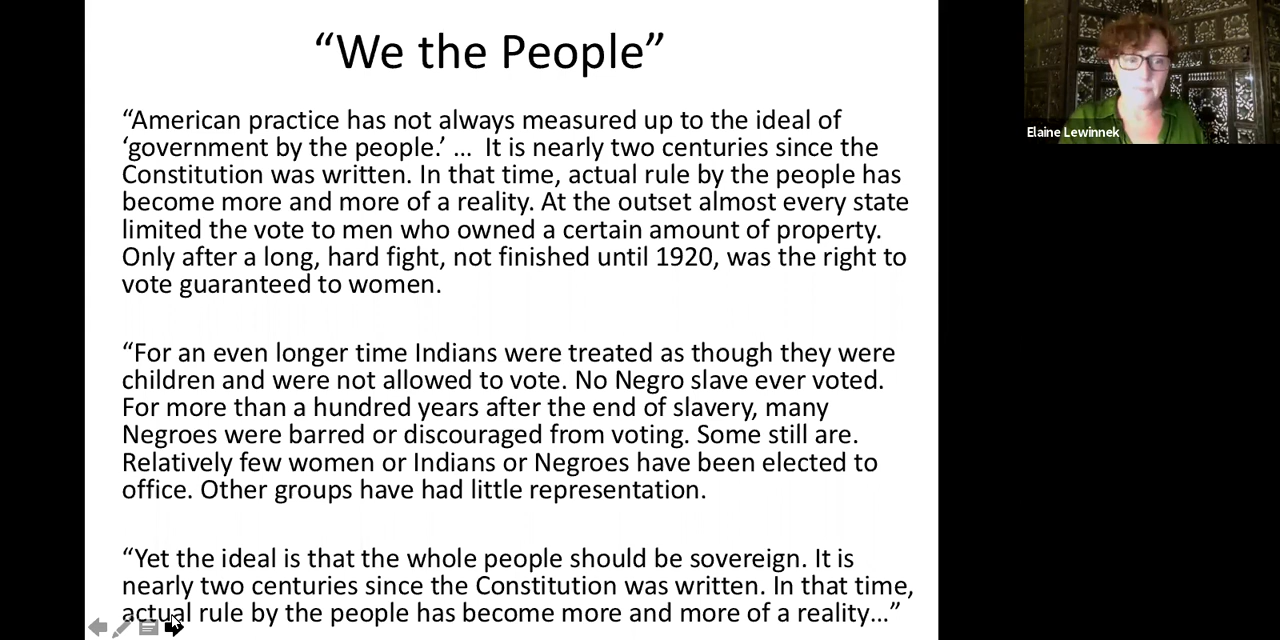 “We the People”
“American practice has not always measured up to the ideal of
‘government by the people.’ ...  It is nearly two centuries since the
Constitution was written. In that time, actual rule by the people has
become more and more of a reality. At the outset almost every state
limited the vote to men who owned a certain amount of property.
Only after a long, hard fight, not finished until 1920, was the right to
vote guaranteed to women.
“For an even longer time Indians were treated as though they were
children and were not allowed to vote. No Negro slave ever voted.
For more than a hundred years after the end of slavery, many
Negroes were barred or discouraged from voting. Some still are.
Relatively few women or Indians or Negroes have been elected to
office. Other groups have had little representation.
“Yet the ideal is that the whole people should be sovereign. It is
nearly two centuries since the Constitution was written. In that time,
actual rule by the people has become more and more of a reality...”
Elaine Lewinnek